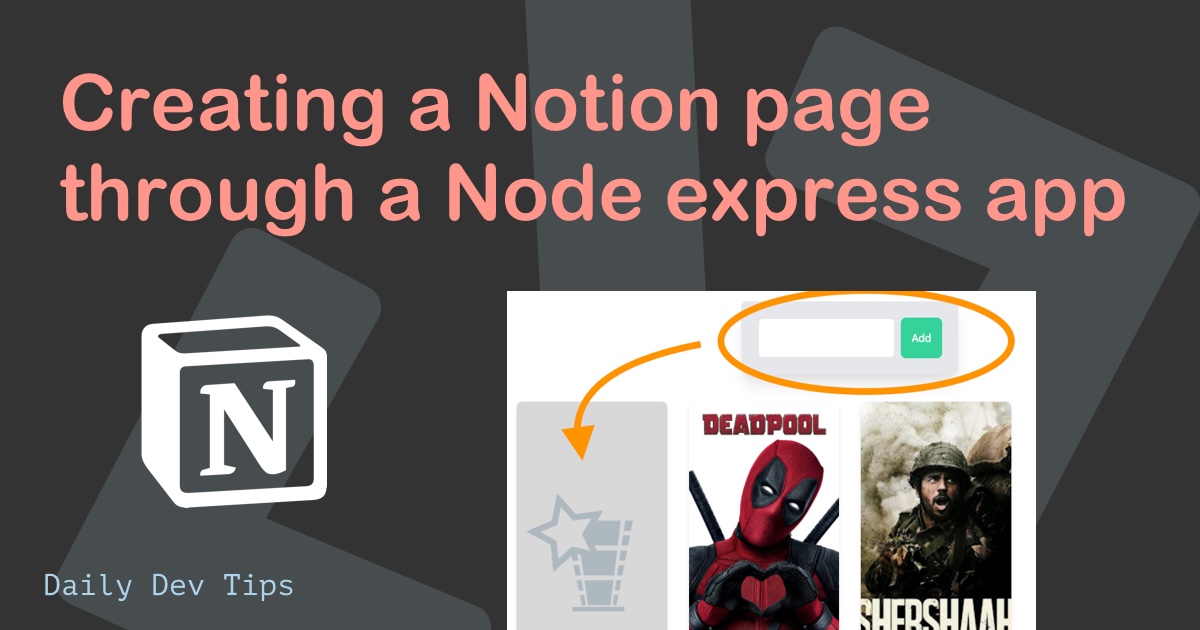 Creating a Notion page
through a Node express app
N
Add
DEADPOOL
SHERSHAAH
Daily Dev Tips